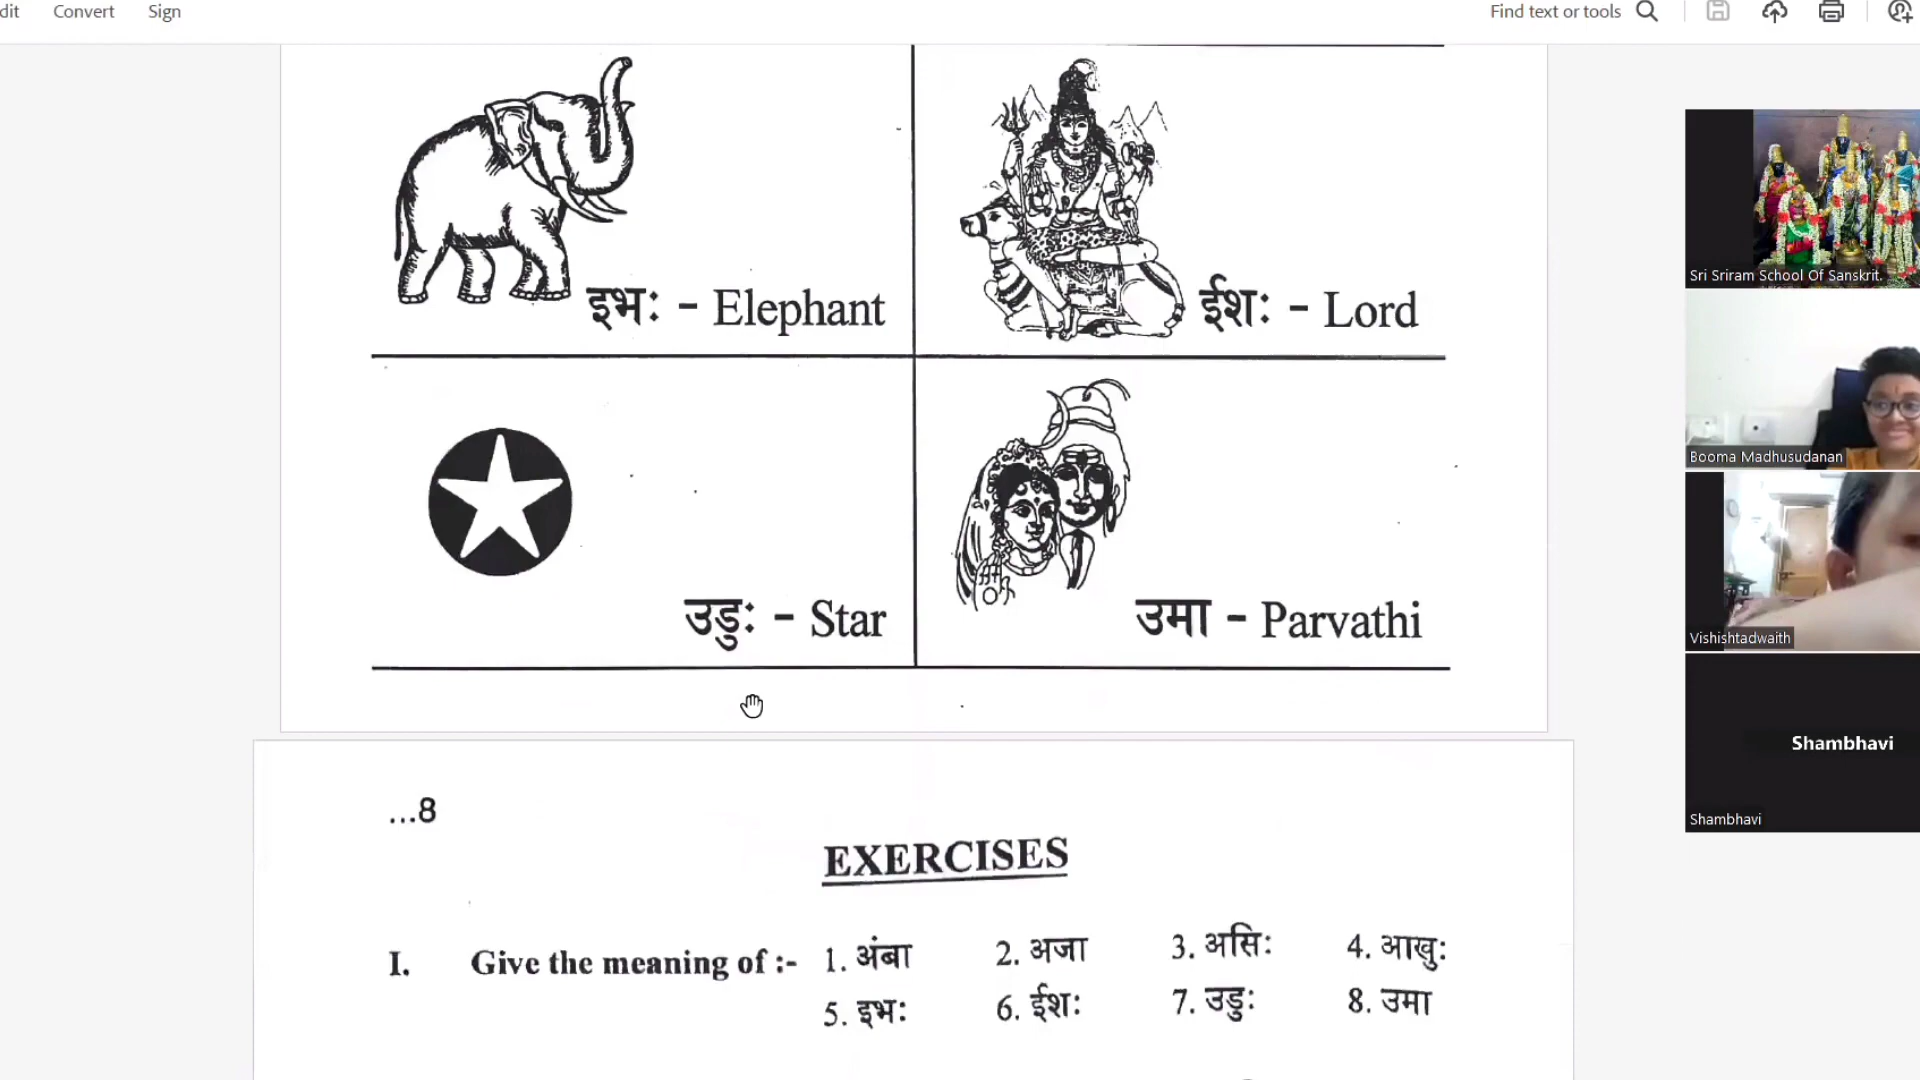 dit Convert Sign Find text or tools
इभः - Elephant
ईशः - Lord
उडुः - Star
उमा - Parvathi
...8
EXERCISES
I. Give the meaning of :- 1. अंबा 2. अजा 3. असिः 4. आखुः
5. इभः 6. ईशः 7. उडुः 8. उमा
Sri Sriram School Of Sanskrit.
Booma Madhusudanan
Vishishtadwaith
Shambhavi
Shambhavi